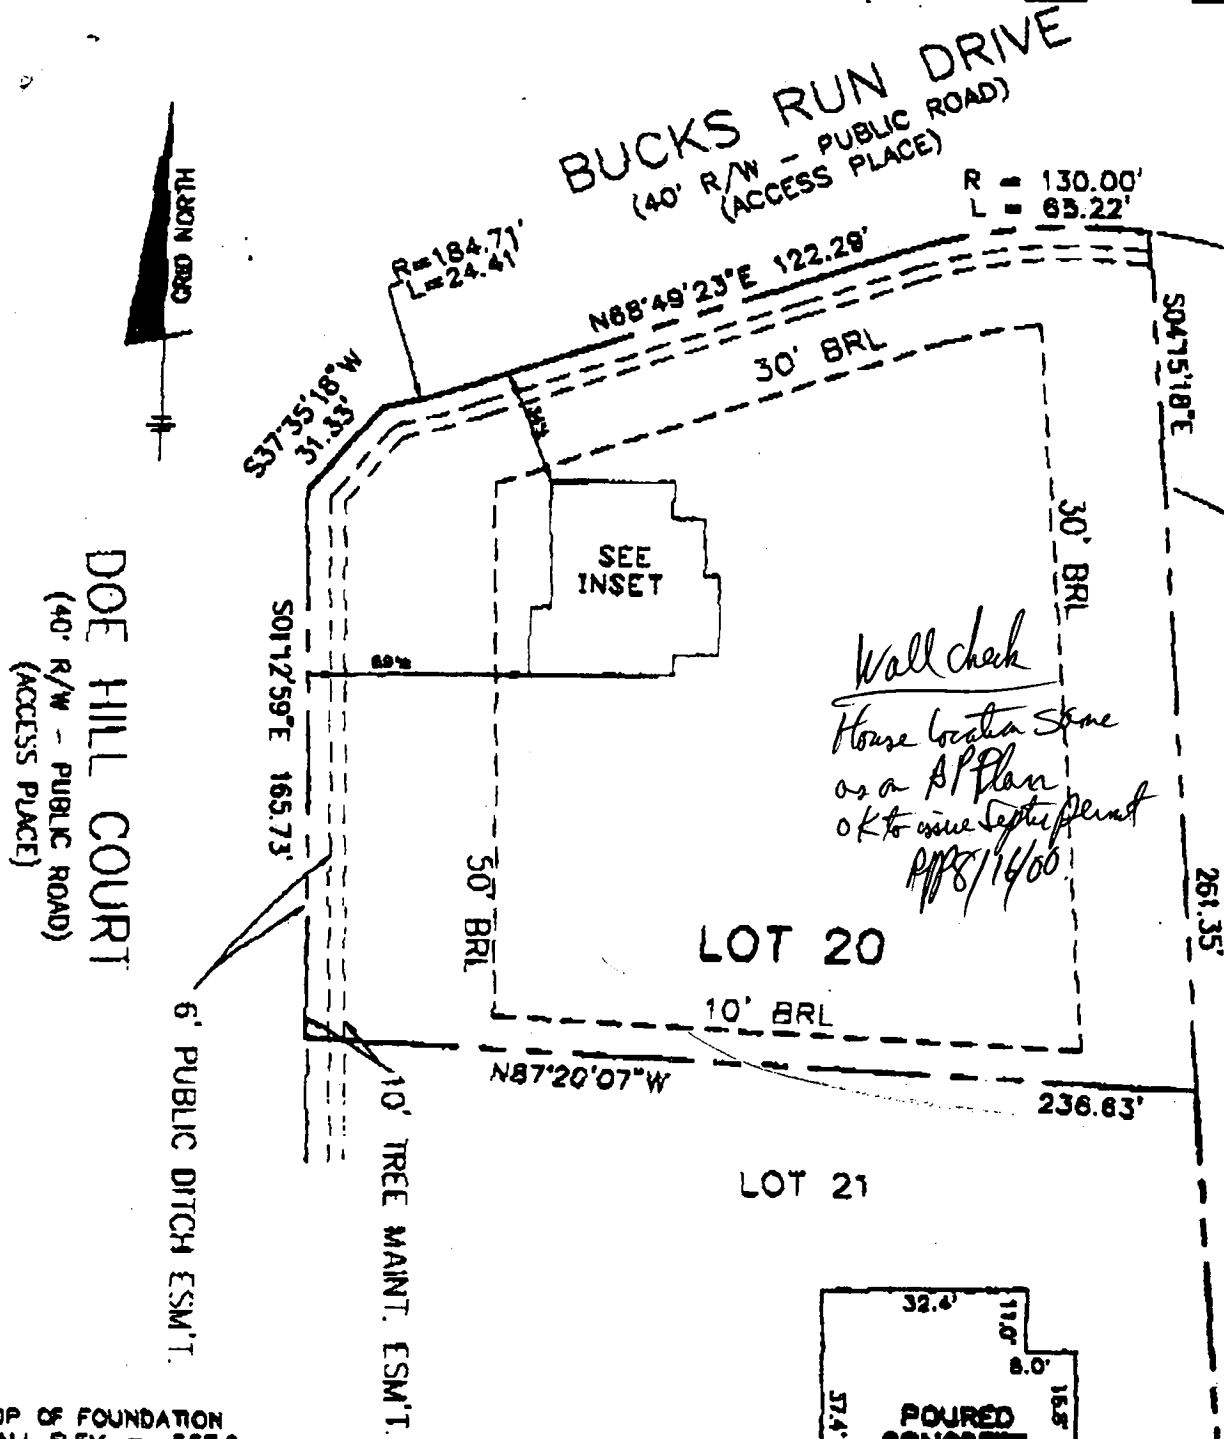 BUCKS RUN DRIVE
(40' R/W - PUBLIC ROAD)
(ACCESS PLACE)
R = 130.00'
L = 65.22'
GRID NORTH
R=184.71'
L=24.41'
N68°49'23"E 122.29'
S37°35'18"W
31.33'
30' BRL
S04°15'18"E
261.35'
SEE
INSET
30' BRL
DOE HILL COURT
(40' R/W - PUBLIC ROAD)
(ACCESS PLACE)
S01°12'59"E 165.73'
Wall check
House location Same
as on BP Plan
OK to issue Septic permit
8/16/00
50' BRL
LOT 20
10' BRL
N87°20'07"W
236.63'
6' PUBLIC DITCH ESM'T.
10' TREE MAINT. ESM'T.
LOT 21
32.4'
11.0'
8.0'
57.4'
POURED
OF FOUNDATION